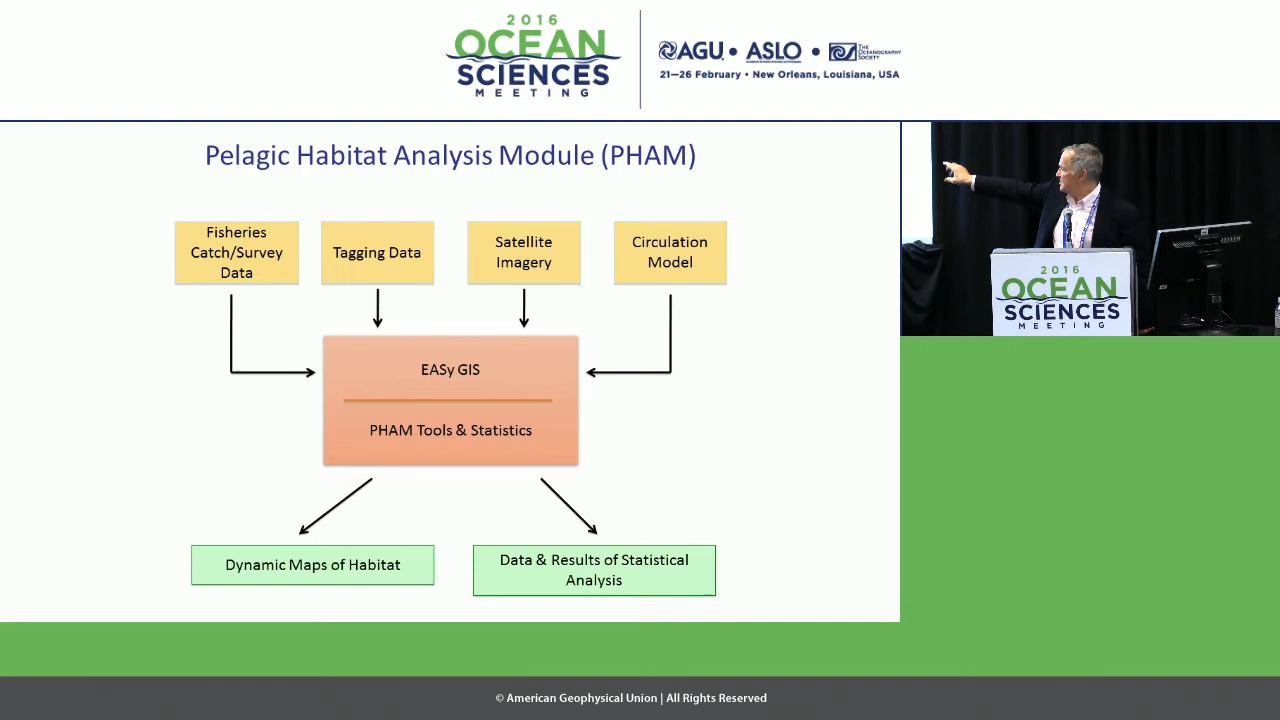 2016
OCEAN
SCIENCES
MEETING
AGU • ASLO • THE OCEANOGRAPHY SOCIETY
21—26 February • New Orleans, Louisiana, USA
Pelagic Habitat Analysis Module (PHAM)
Fisheries
Catch/Survey
Data
Tagging Data
Satellite
Imagery
Circulation
Model
EASy GIS
PHAM Tools & Statistics
Dynamic Maps of Habitat
Data & Results of Statistical
Analysis
2016
OCEAN
SCIENCES
MEETING
© American Geophysical Union | All Rights Reserved